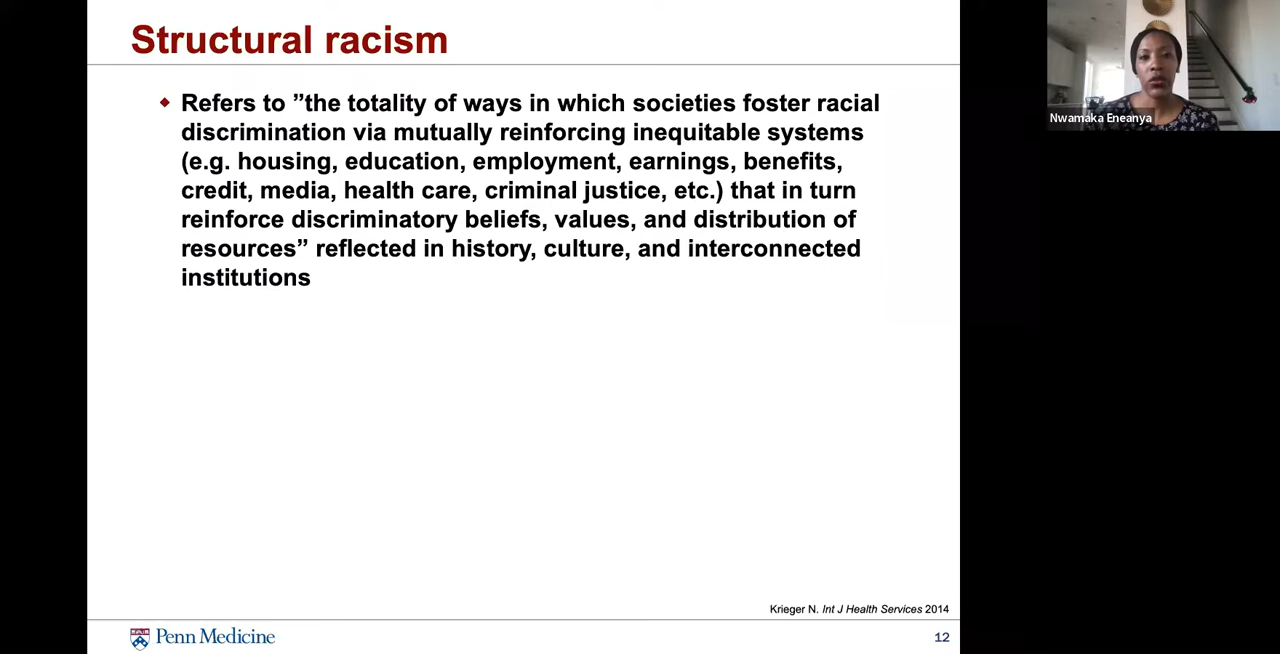 Structural racism
Refers to ”the totality of ways in which societies foster racial
discrimination via mutually reinforcing inequitable systems
(e.g. housing, education, employment, earnings, benefits,
credit, media, health care, criminal justice, etc.) that in turn
reinforce discriminatory beliefs, values, and distribution of
resources” reflected in history, culture, and interconnected
institutions
Nwamaka Eneanya
Krieger N. Int J Health Services 2014
Penn Medicine
12